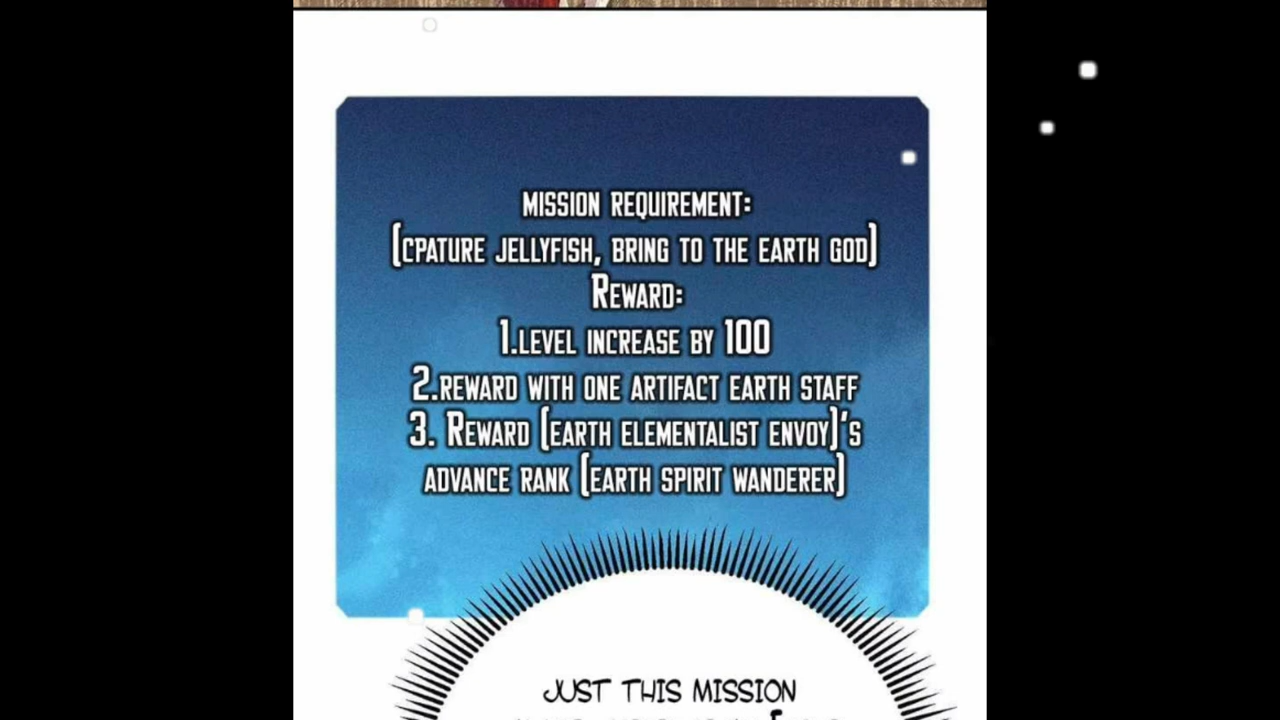 MISSION REQUIREMENT:
[CPATURE JELLYFISH, BRING TO THE EARTH GOD]
REWARD:
1.LEVEL INCREASE BY 100
2.REWARD WITH ONE ARTIFACT EARTH STAFF
3. REWARD [EARTH ELEMENTALIST ENVOY]'S
ADVANCE RANK [EARTH SPIRIT WANDERER]
JUST THIS MISSION